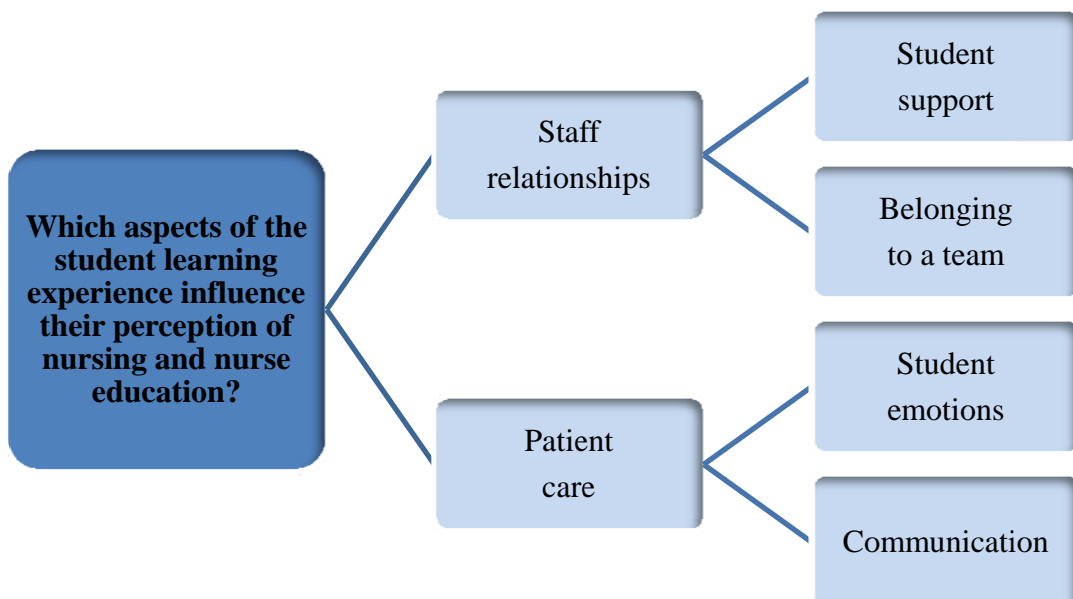 Which aspects of the
student learning
experience influence
their perception of
nursing and nurse
education?
Staff
relationships
Student
support
Belonging
to a team
Patient
care
Student
emotions
Communication